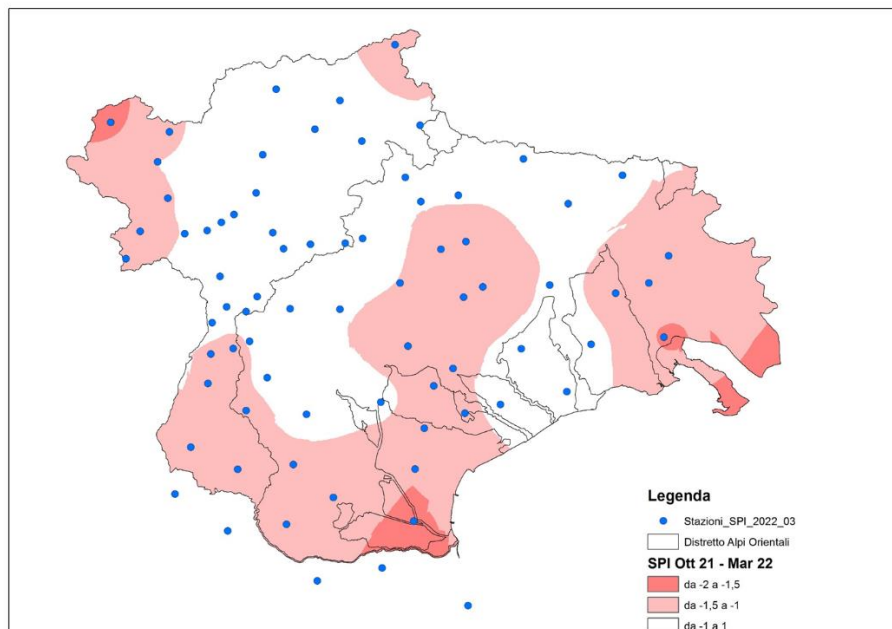 Legenda
Stazioni_SPI_2022_03
Distretto Alpi Orientali
SPI Ott 21 - Mar 22
da -2 a -1,5
da -1,5 a -1
da -1 a 1